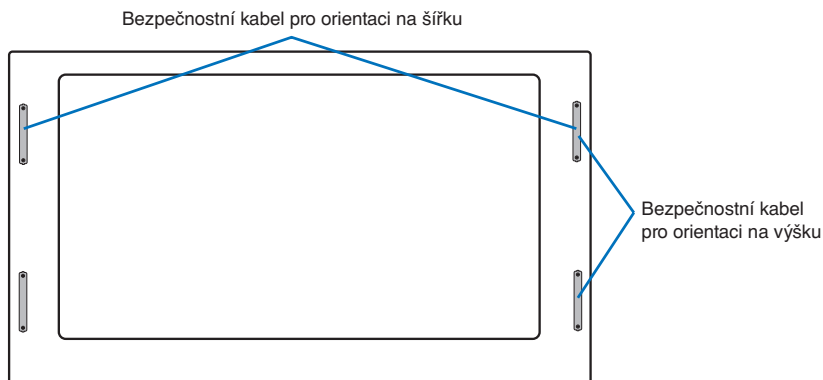 Bezpečnostní kabel pro orientaci na šířku
Bezpečnostní kabel
pro orientaci na výšku